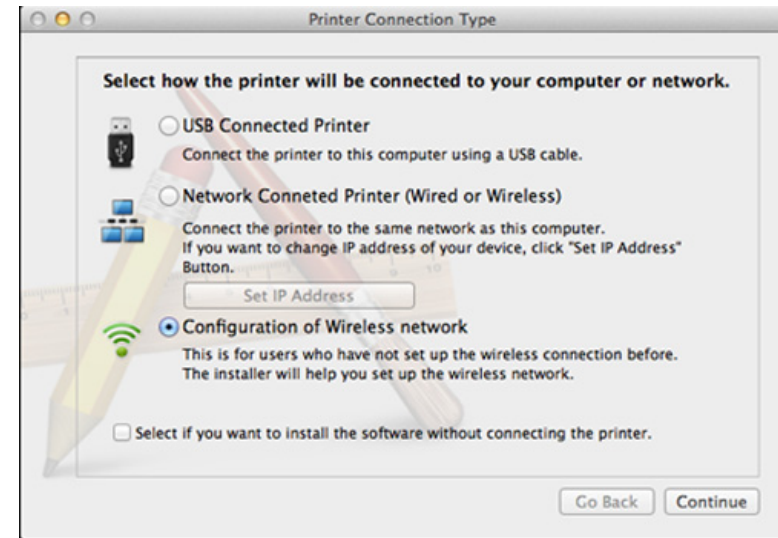 Printer Connection Type
Select how the printer will be connected to your computer or network.
USB Connected Printer
Connect the printer to this computer using a USB cable.
Network Conneted Printer (Wired or Wireless)
Connect the printer to the same network as this computer.
If you want to change IP address of your device, click "Set IP Address"
Button.
Set IP Address
Configuration of Wireless network
This is for users who have not set up the wireless connection before.
The installer will help you set up the wireless network.
Select if you want to install the software without connecting the printer.
Go Back Continue